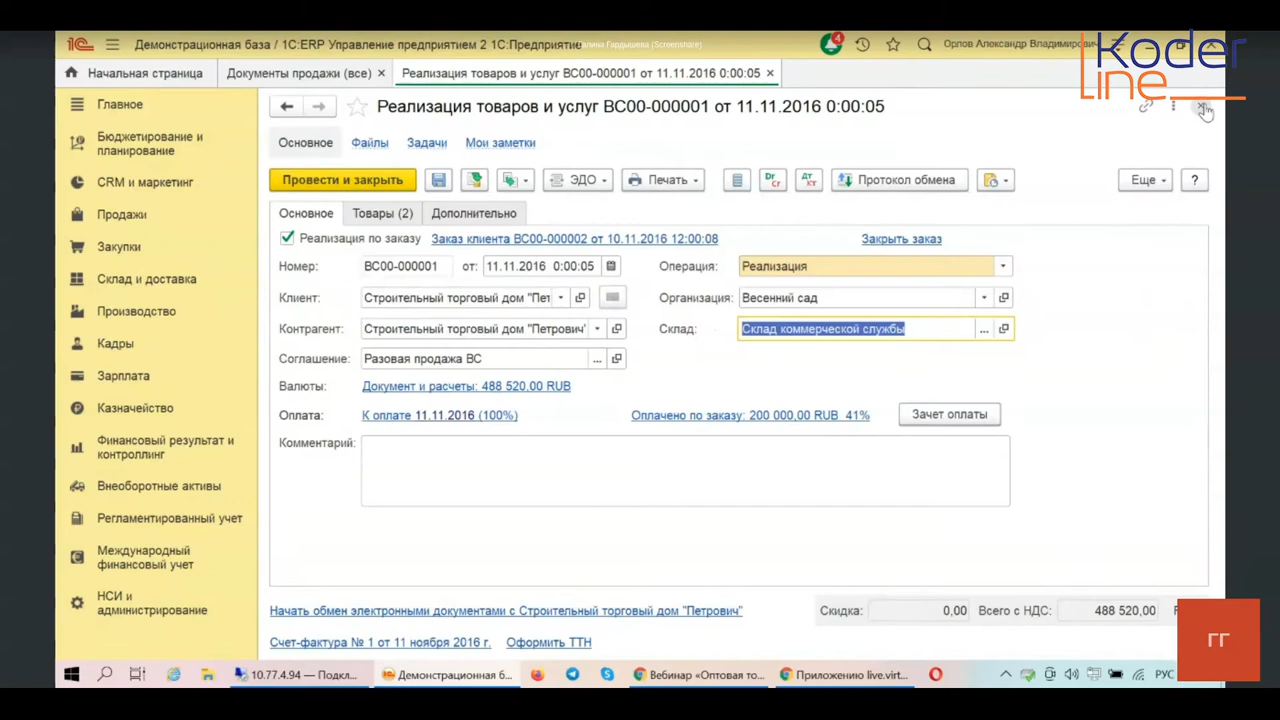 Демонстрационная база / 1С:ERP Управление предприятием 2 1С:Предприятие
Галина Гардышева (Screenshare)
4
Орлов Александр Владимирович
Koder
Line
Начальная страница
Документы продажи (все) ×
Реализация товаров и услуг ВС00-000001 от 11.11.2016 0:00:05 ×
Главное
Бюджетирование и
планирование
CRM и маркетинг
Продажи
Закупки
Склад и доставка
Производство
Кадры
Зарплата
Казначейство
Финансовый результат и
контроллинг
Внеоборотные активы
Регламентированный учет
Международный
финансовый учет
НСИ и
администрирование
Реализация товаров и услуг ВС00-000001 от 11.11.2016 0:00:05
Основное Файлы Задачи Мои заметки
Провести и закрыть ЭДО Печать Dr Cr Дт Кт Протокол обмена Еще ?
Основное Товары (2) Дополнительно
Реализация по заказу Заказ клиента ВС00-000002 от 10.11.2016 12:00:08 Закрыть заказ
Номер: ВС00-000001 от: 11.11.2016 0:00:05 Операция: Реализация
Клиент: Строительный торговый дом "Пет Организация: Весенний сад
Контрагент: Строительный торговый дом "Петрович" Склад: Склад коммерческой службы ...
Соглашение: Разовая продажа ВС ...
Валюты: Документ и расчеты: 488 520,00 RUB
Оплата: К оплате 11.11.2016 (100%) Оплачено по заказу: 200 000,00 RUB 41% Зачет оплаты
Комментарий:
Начать обмен электронными документами с Строительный торговый дом "Петрович" Скидка: 0,00 Всего с НДС: 488 520,00
Счет-фактура № 1 от 11 ноября 2016 г. Оформить ТТН
ГГ
10.77.4.94 — Подкл... Демонстрационная б... Вебинар «Оптовая то... Приложению live.virt... РУС